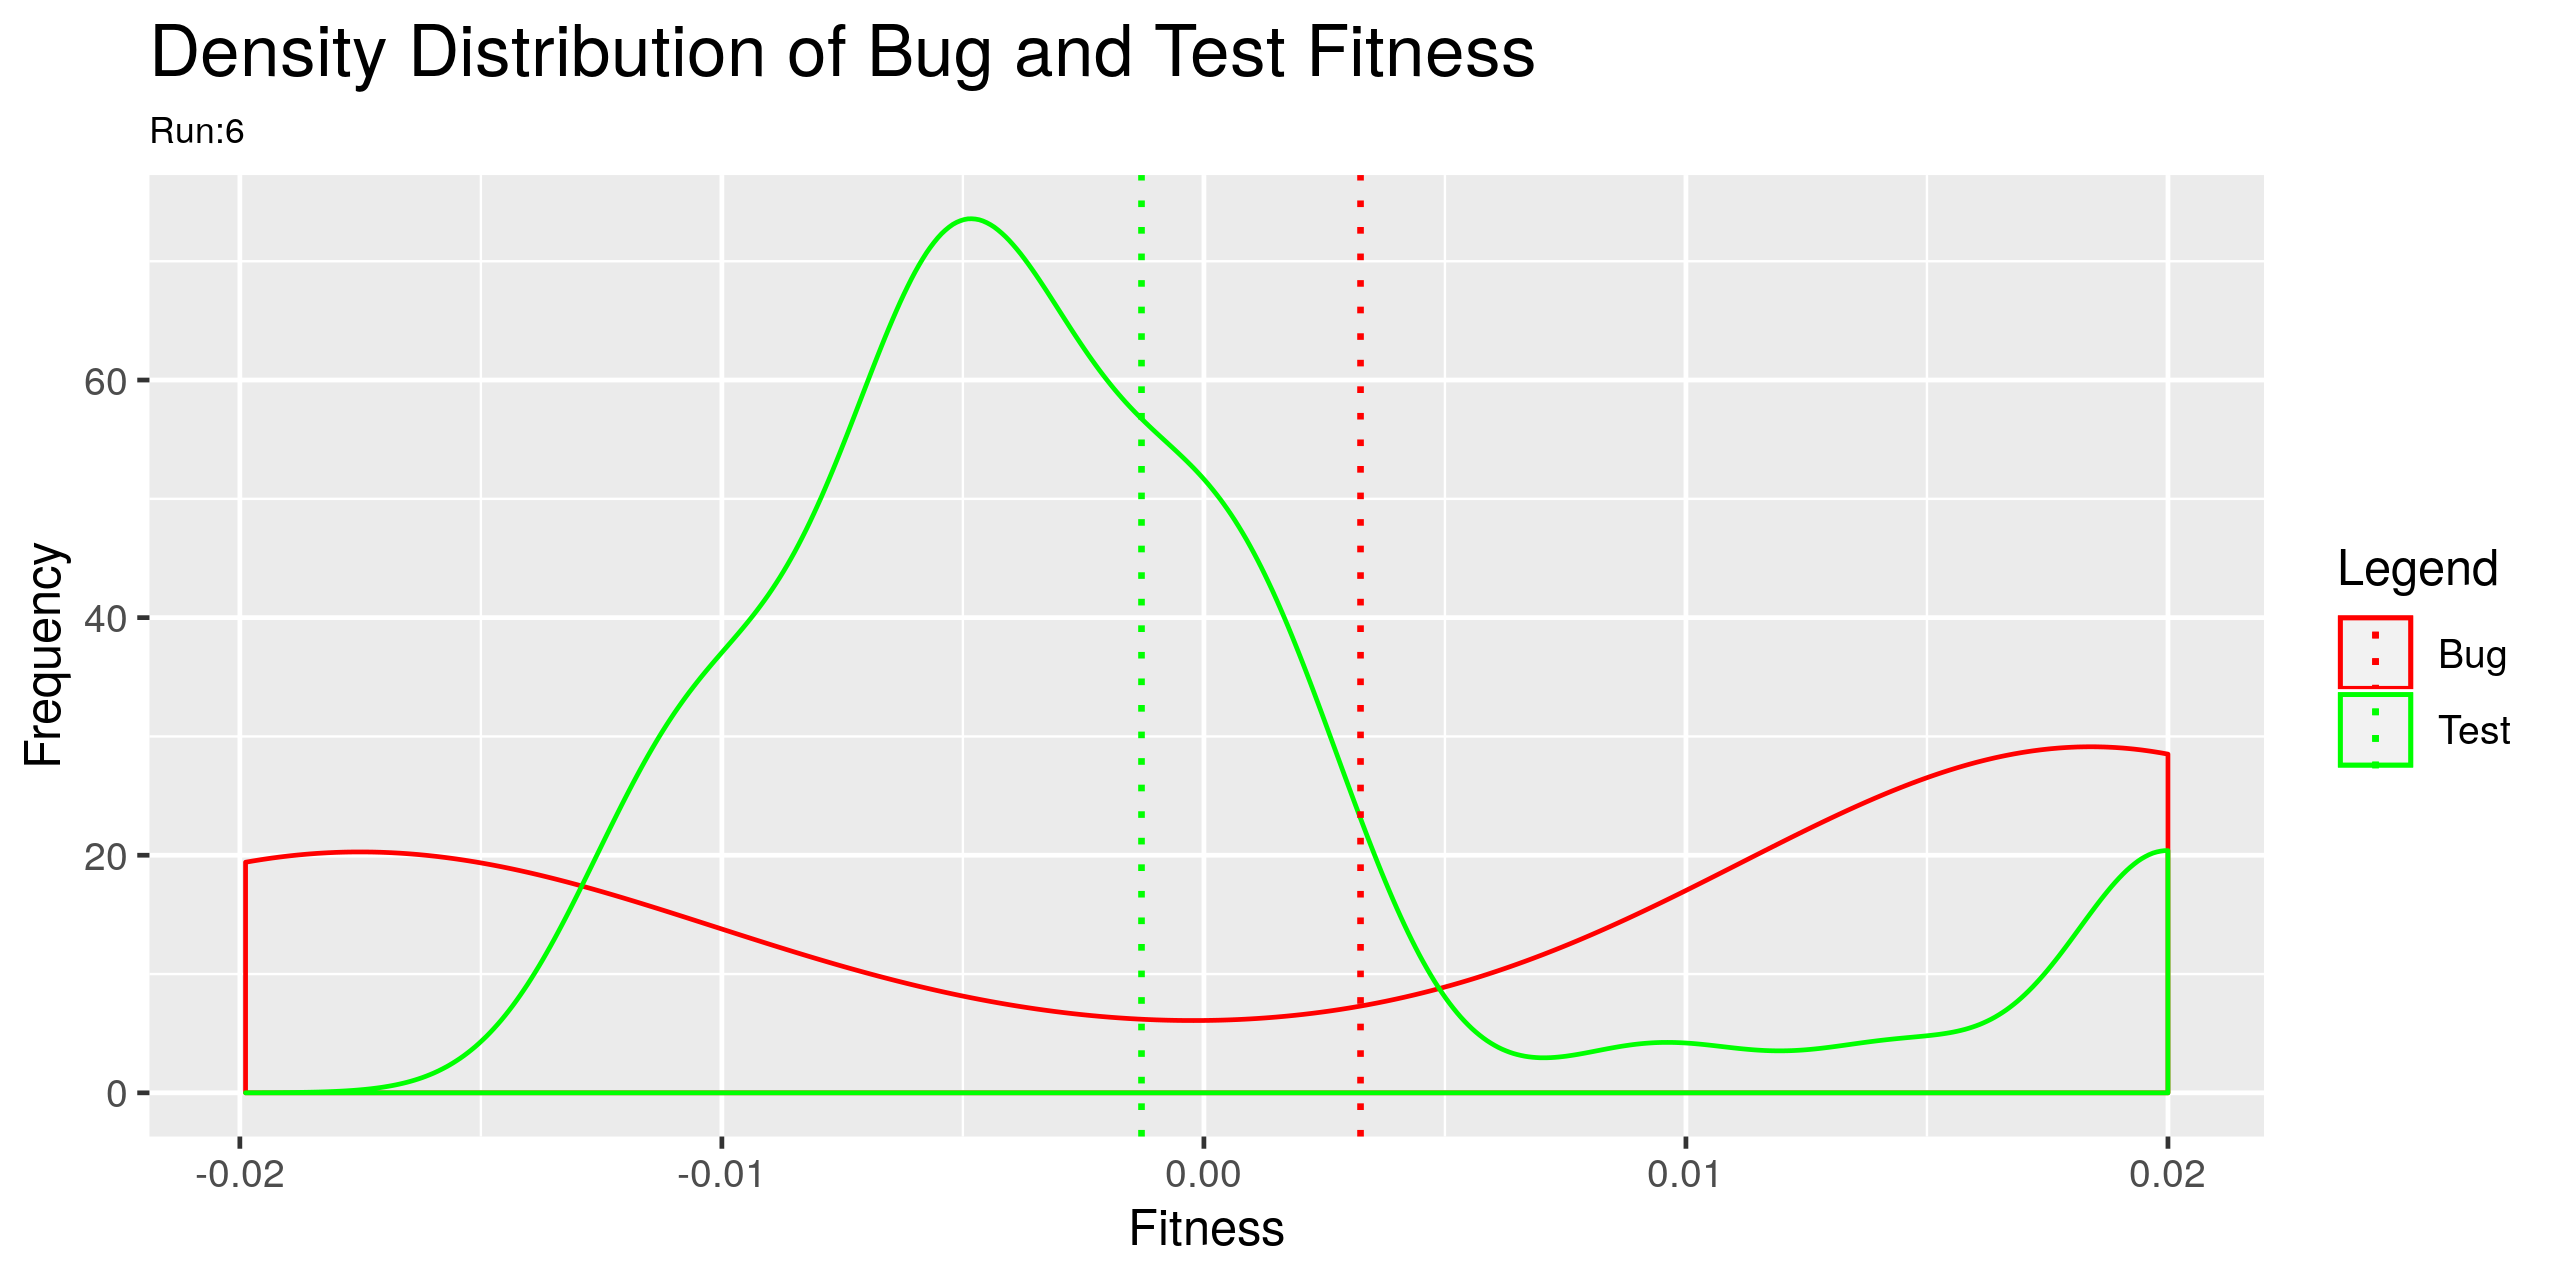 Density Distribution of Bug and Test Fitness
Run:6
Frequency
60
40
20
0
-0.02
-0.01
0.00
0.01
0.02
Fitness
Legend
Bug
Test